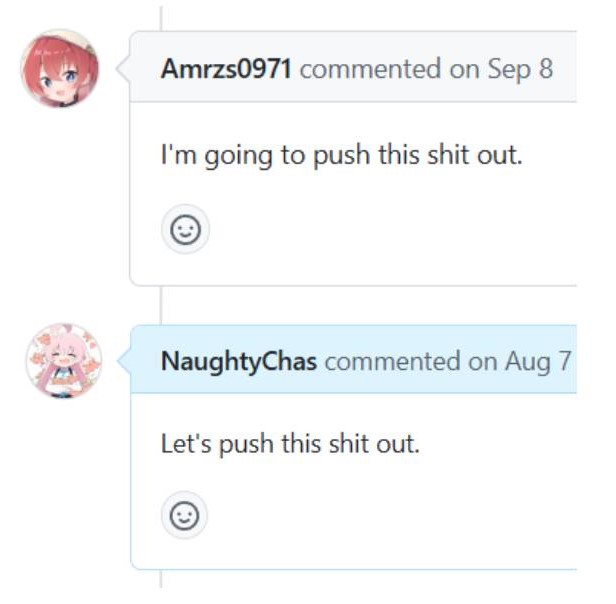 Amrzs0971 commented on Sep 8
I'm going to push this shit out.
NaughtyChas commented on Aug 7
Let's push this shit out.